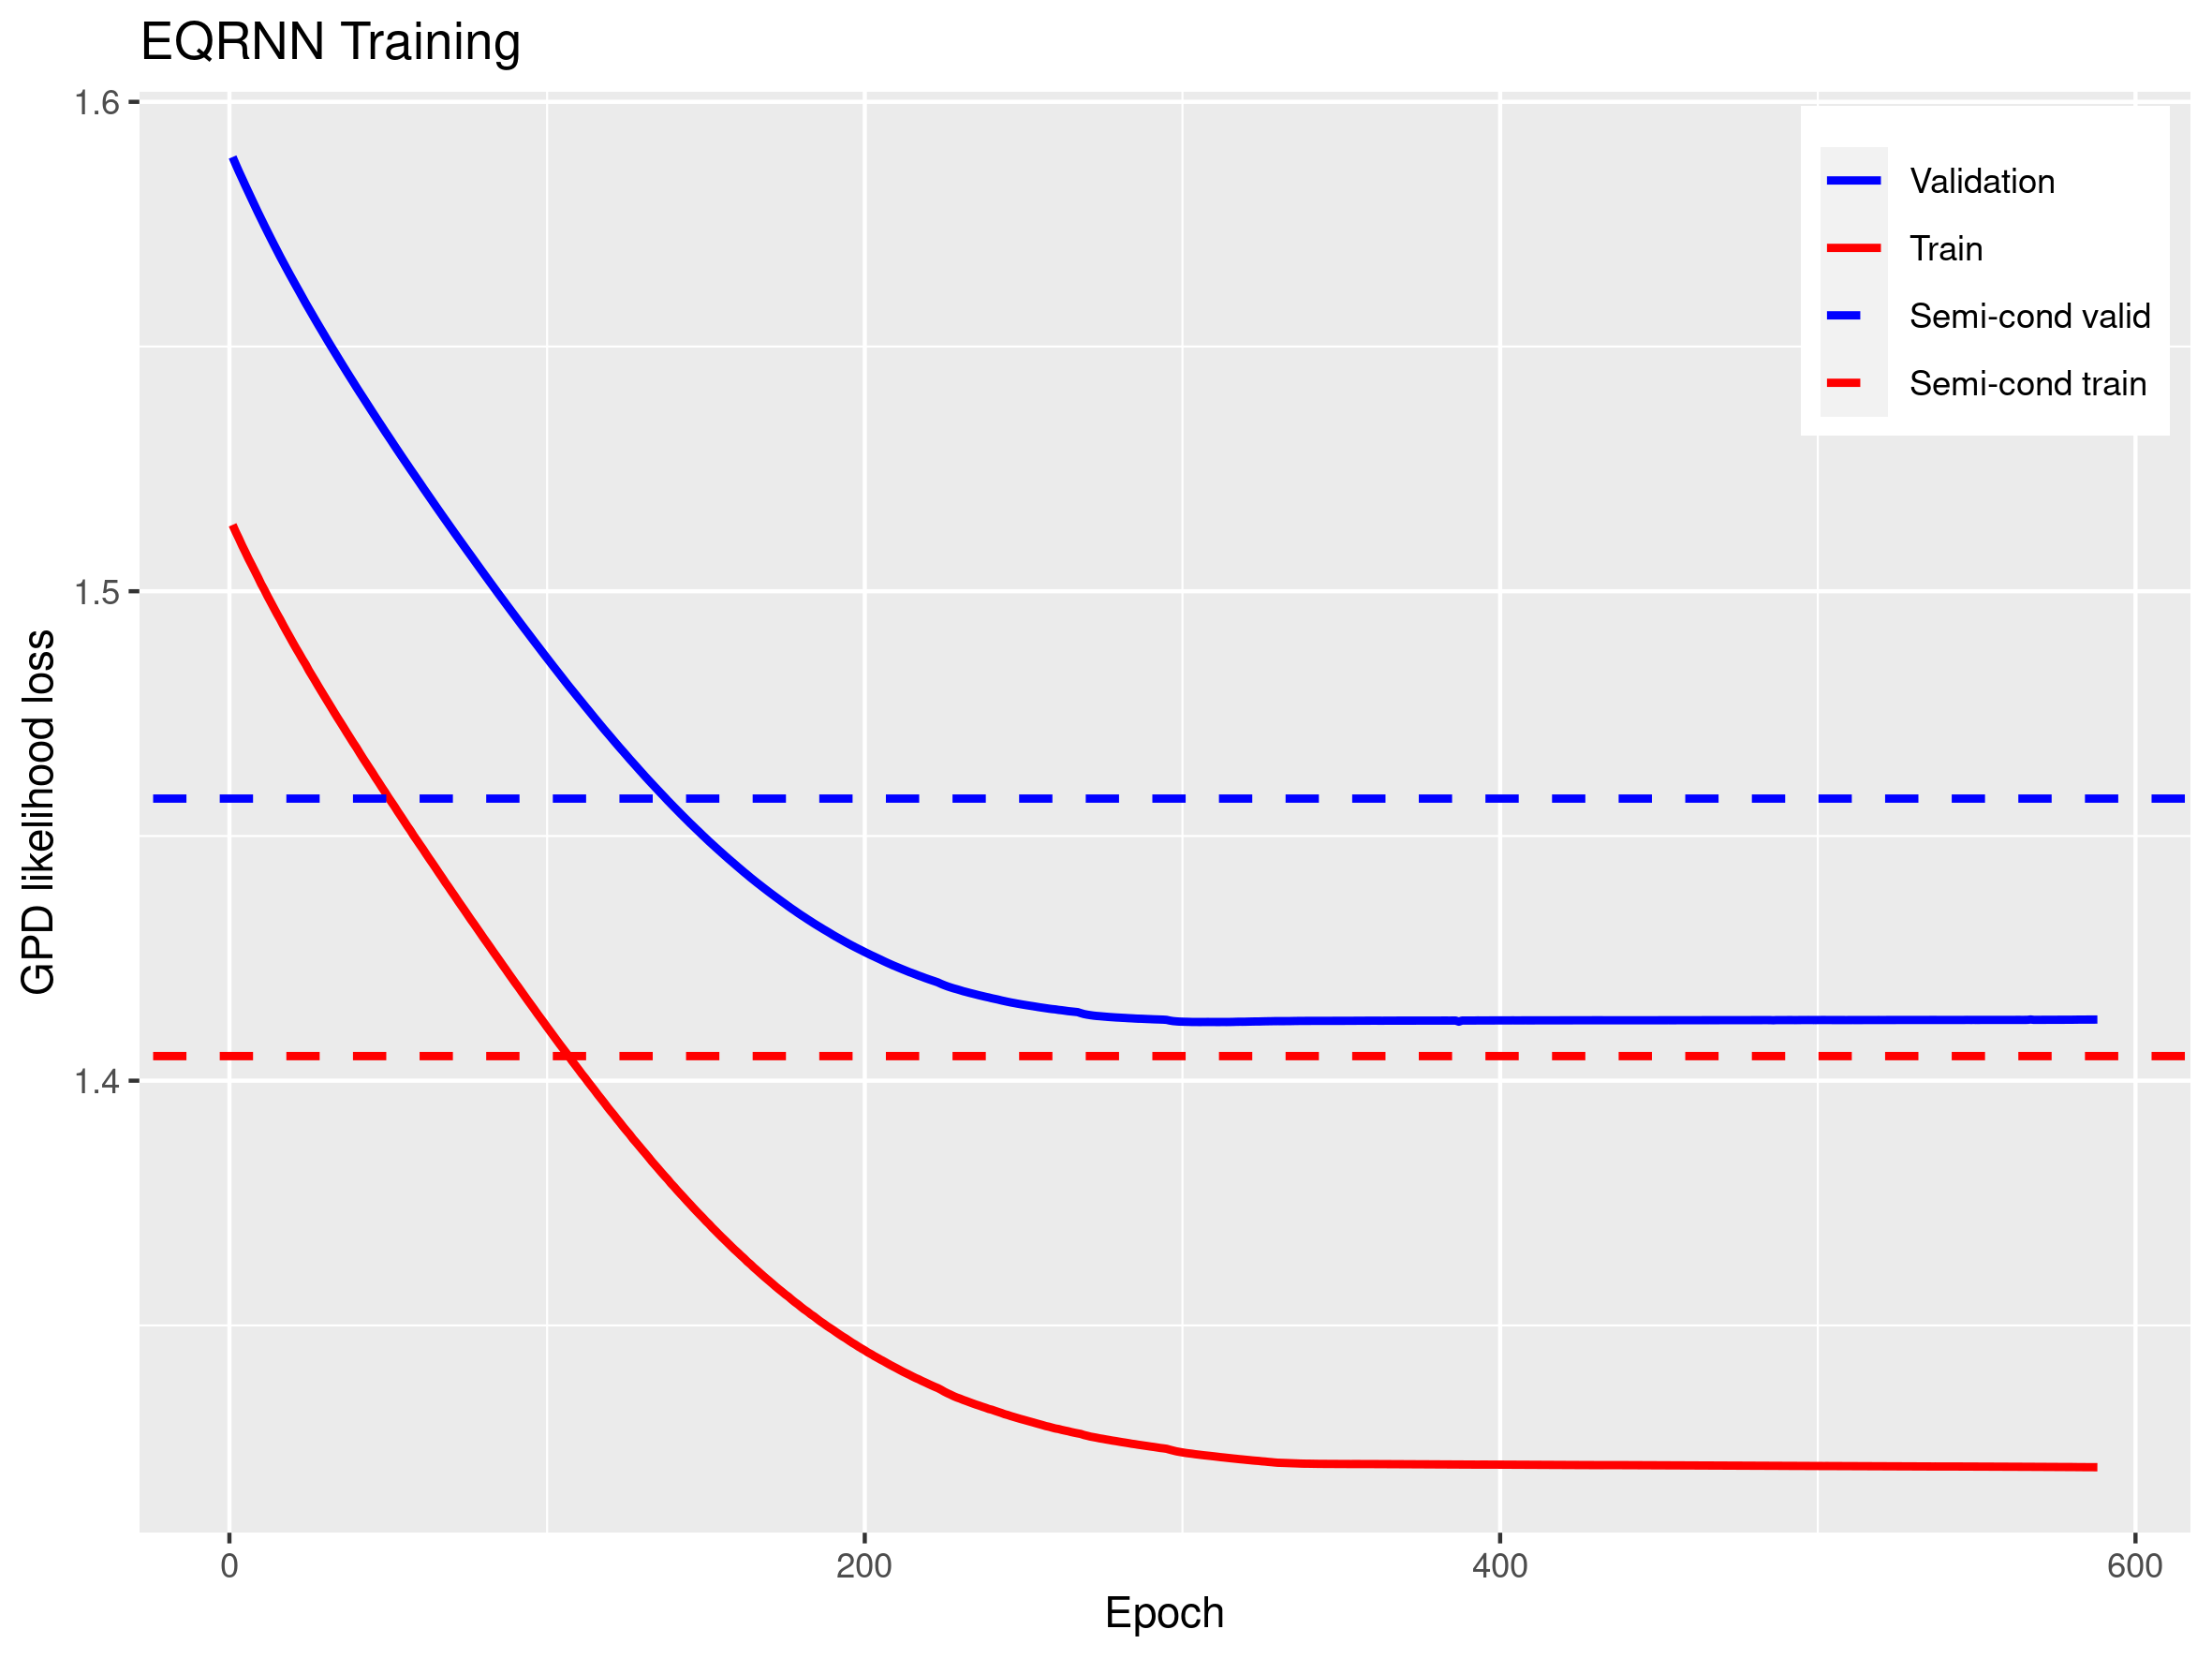 EQRNN Training
GPD likelihood loss
1.6
1.5
1.4
Validation
Train
Semi-cond valid
Semi-cond train
0 200 400 600
Epoch